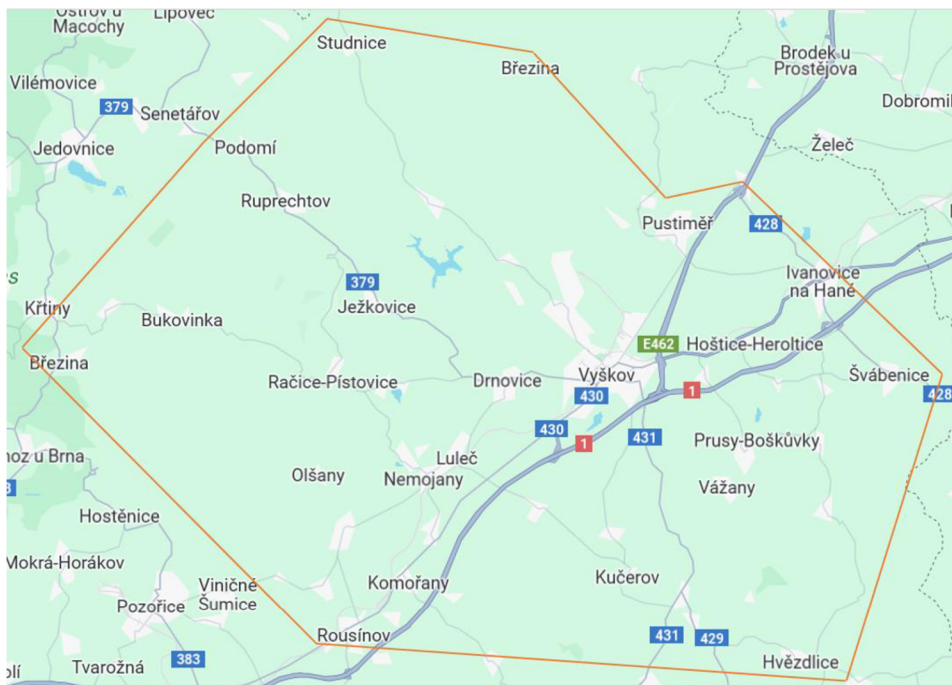 Ostrov u
Macochy
Lipovec
Studnice
Březina
Brodek u
Prostějova
Vilémovice
379
Senetářov
Dobromil
Jedovnice
Podomí
Želeč
Ruprechtov
Pustiměř
428
379
Ivanovice
na Hané
Křtiny
Bukovinka
Ježkovice
E462
Hoštice-Heroltice
Březina
Račice-Pístovice
Drnovice
Vyškov
Švábenice
430
1
428
430
431
1
Prusy-Boškůvky
noz u Brna
Luleč
Olšany
Nemojany
Vážany
Hostěnice
Mokrá-Horákov
Viničné
Šumice
Komořany
Kučerov
Pozořice
Rousínov
431
429
Tvarožná
383
Hvězdlice